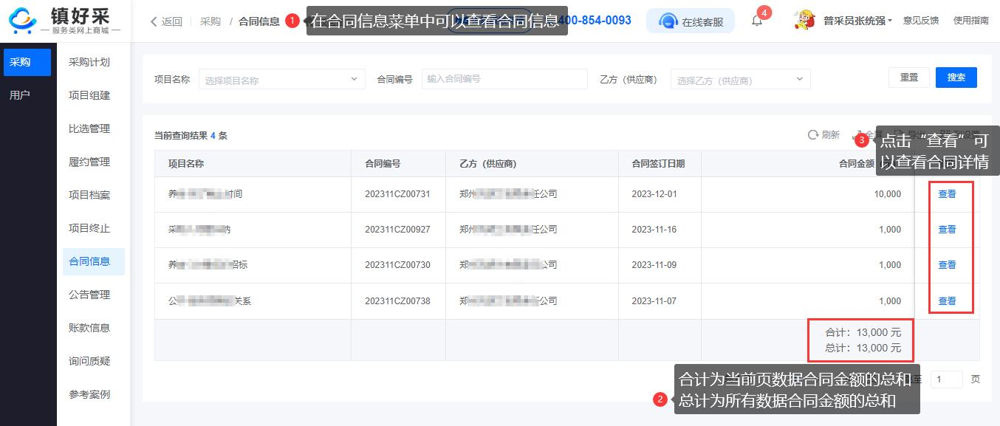 镇好采
服务类网上商城
返回 采购 / 合同信息
1
在合同信息菜单中可以查看合同信息
400-854-0093
在线客服
4
普采员张统强
意见反馈
使用指南
采购
用户
采购计划
项目组建
比选管理
履约管理
项目档案
项目终止
合同信息
公告管理
账款信息
询问质疑
参考案例
项目名称 选择项目名称 合同编号 输入合同编号 乙方（供应商） 选择乙方（供应商） 重置 搜索
当前查询结果 4 条
刷新 全屏 导出
3
点击“查看”可
以查看合同详情
项目名称 合同编号 乙方（供应商） 合同签订日期 合同金额
养 时间 202311CZ00731 郑州 任公司 2023-12-01 10,000 查看
采 纳 202311CZ00927 郑州 任公司 2023-11-16 1,000 查看
养 招标 202311CZ00730 郑 公司 2023-11-09 1,000 查看
公 关系 202311CZ00738 郑 公司 2023-11-07 1,000 查看
合计：13,000 元
总计：13,000 元
2
合计为当前页数据合同金额的总和
总计为所有数据合同金额的总和
至 1 页